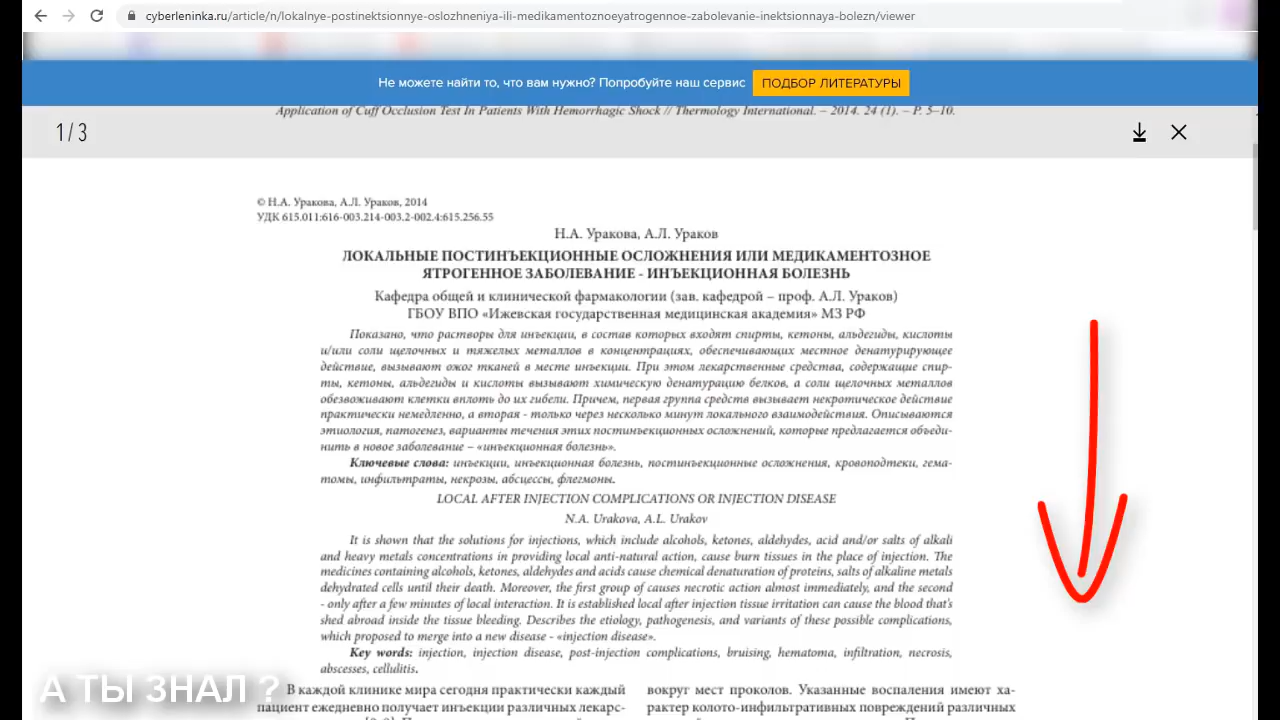 cyberleninka.ru/article/n/lokalnye-postinektsionnye-oslozhneniya-ili-medikamentoznoeyatrogennoe-zabolevanie-inektsionnaya-bolezn/viewer
Не можете найти то, что вам нужно? Попробуйте наш сервис ПОДБОР ЛИТЕРАТУРЫ
Application of Cuff Occlusion Test In Patients With Hemorrhagic Shock // Thermology International. – 2014. 24 (1). – P. 5–10.
1/3
© Н.А. Уракова, А.Л. Ураков, 2014
УДК 615.011:616-003.214-003.2-002.4:615.256.55
Н.А. Уракова, А.Л. Ураков
ЛОКАЛЬНЫЕ ПОСТИНЪЕКЦИОННЫЕ ОСЛОЖНЕНИЯ ИЛИ МЕДИКАМЕНТОЗНОЕ
ЯТРОГЕННОЕ ЗАБОЛЕВАНИЕ - ИНЪЕКЦИОННАЯ БОЛЕЗНЬ
Кафедра общей и клинической фармакологии (зав. кафедрой – проф. А.Л. Ураков)
ГБОУ ВПО «Ижевская государственная медицинская академия» МЗ РФ
Показано, что растворы для инъекции, в состав которых входят спирты, кетоны, альдегиды, кислоты
и/или соли щелочных и тяжелых металлов в концентрациях, обеспечивающих местное денатурирующее
действие, вызывают ожог тканей в месте инъекции. При этом лекарственные средства, содержащие спир-
ты, кетоны, альдегиды и кислоты вызывают химическую денатурацию белков, а соли щелочных металлов
обезвоживают клетки вплоть до их гибели. Причем, первая группа средств вызывает некротическое действие
практически немедленно, а вторая - только через несколько минут локального взаимодействия. Описываются
этиология, патогенез, варианты течения этих постинъекционных осложнений, которые предлагается объеди-
нить в новое заболевание – «инъекционная болезнь».
Ключевые слова: инъекции, инъекционная болезнь, постинъекционные осложнения, кровоподтеки, гема-
томы, инфильтраты, некрозы, абсцессы, флегмоны.
LOCAL AFTER INJECTION COMPLICATIONS OR INJECTION DISEASE
N.A. Urakova, A.L. Urakov
It is shown that the solutions for injections, which include alcohols, ketones, aldehydes, acid and/or salts of alkali
and heavy metals concentrations in providing local anti-natural action, cause burn tissues in the place of injection. The
medicines containing alcohols, ketones, aldehydes and acids cause chemical denaturation of proteins, salts of alkaline metals
dehydrated cells until their death. Moreover, the first group of causes necrotic action almost immediately, and the second
- only after a few minutes of local interaction. It is established local after injection tissue irritation can cause the blood that's
shed abroad inside the tissue bleeding. Describes the etiology, pathogenesis, and variants of these possible complications,
which proposed to merge into a new disease - «injection disease».
Key words: injection, injection disease, post-injection complications, bruising, hematoma, infiltration, necrosis,
abscesses, cellulitis.
А ТЫ ЗНАЛ ?
В каждой клинике мира сегодня практически каждый
пациент ежедневно получает инъекции различных лекарс-
вокруг мест проколов. Указанные воспаления имеют ха-
рактер колото-инфильтративных повреждений различных